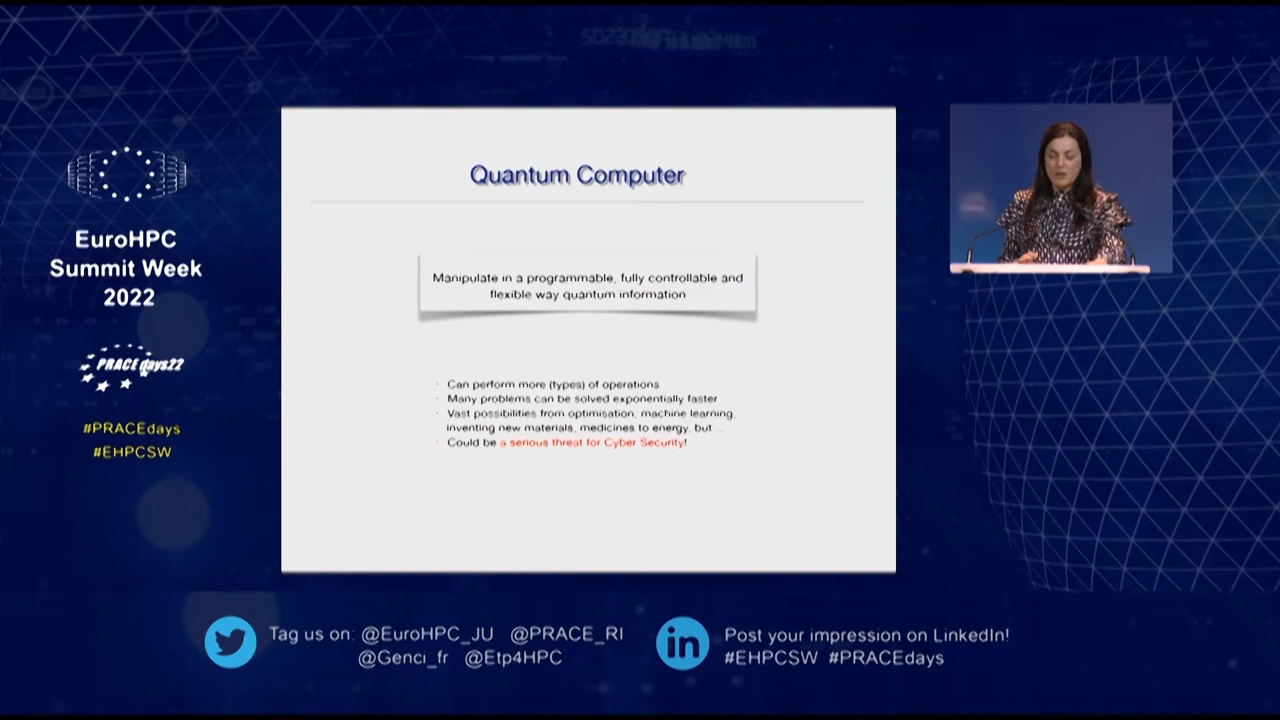 EuroHPC
Summit Week
2022
PRACEdays22
#PRACEdays
#EHPCSW
Quantum Computer
Manipulate in a programmable, fully controllable and
flexible way quantum information
· Can perform more (types) of operations
· Many problems can be solved exponentially faster
· Vast possibilities from optimisation, machine learning,
inventing new materials, medicines to energy, but ...
· Could be a serious threat for Cyber Security!
Tag us on: @EuroHPC_JU @PRACE_RI
@Genci_fr @Etp4HPC
in Post your impression on LinkedIn!
#EHPCSW #PRACEdays